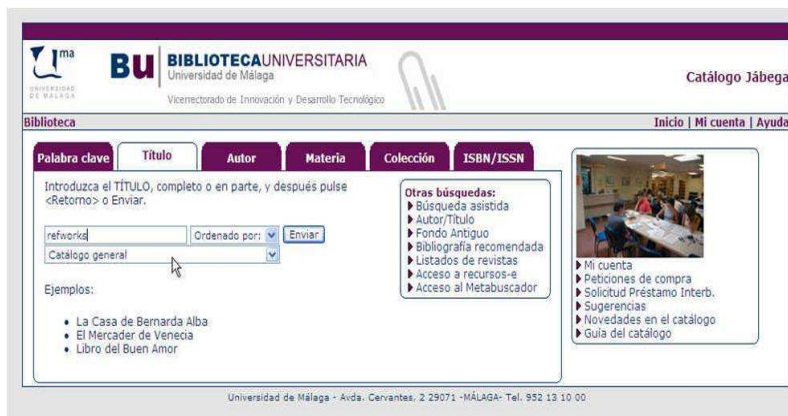 uma
UNIVERSIDAD
DE MÁLAGA
Bu
BIBLIOTECAUNIVERSITARIA
Universidad de Málaga
Vicerrectorado de Innovación y Desarrollo Tecnológico
Catálogo Jábega
Biblioteca
Inicio | Mi cuenta | Ayuda
Palabra clave Título Autor Materia Colección ISBN/ISSN
Introduzca el TÍTULO, completo o en parte, y después pulse
<Retorno> o Enviar.
refworks Ordenado por: Enviar
Catálogo general
Ejemplos:
La Casa de Bernarda Alba
El Mercader de Venecia
Libro del Buen Amor
Otras búsquedas:
Búsqueda asistida
Autor/Título
Fondo Antiguo
Bibliografía recomendada
Listados de revistas
Acceso a recursos-e
Acceso al Metabuscador
Mi cuenta
Peticiones de compra
Solicitud Préstamo Interb.
Sugerencias
Novedades en el catálogo
Guía del catálogo
Universidad de Málaga - Avda. Cervantes, 2 29071 -MÁLAGA- Tel. 952 13 10 00